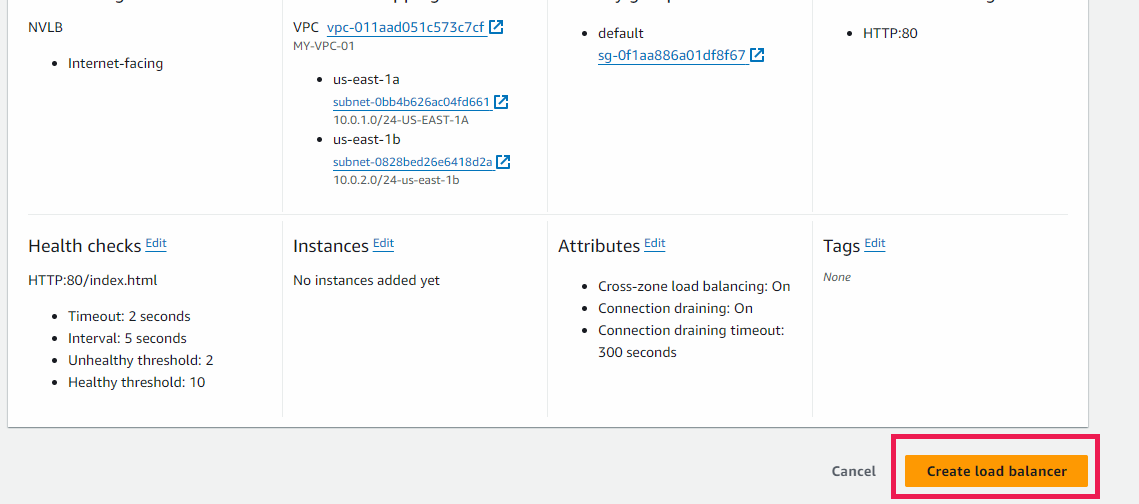 NVLB
Internet-facing
VPC vpc-011aad051c573c7cf
MY-VPC-01
us-east-1a
subnet-0bb4b626ac04fd661
10.0.1.0/24-US-EAST-1A
us-east-1b
subnet-0828bed26e6418d2a
10.0.2.0/24-us-east-1b
default
sg-0f1aa886a01df8f67
HTTP:80
Health checks Edit
HTTP:80/index.html
Timeout: 2 seconds
Interval: 5 seconds
Unhealthy threshold: 2
Healthy threshold: 10
Instances Edit
No instances added yet
Attributes Edit
Cross-zone load balancing: On
Connection draining: On
Connection draining timeout:
300 seconds
Tags Edit
None
Cancel
Create load balancer